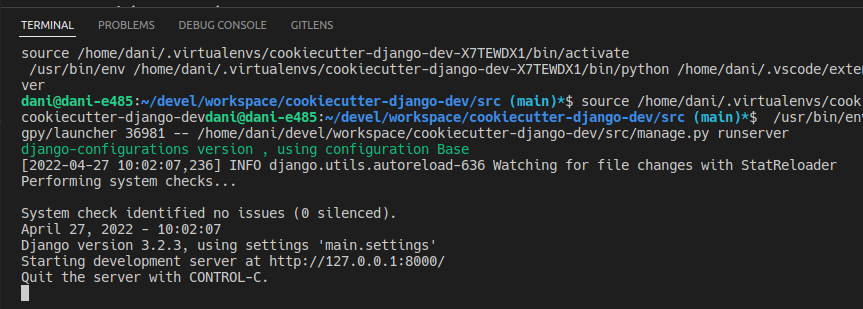 TERMINAL PROBLEMS DEBUG CONSOLE GITLENS
source /home/dani/.virtualenvs/cookiecutter-django-dev-X7TEWDX1/bin/activate
/usr/bin/env /home/dani/.virtualenvs/cookiecutter-django-dev-X7TEWDX1/bin/python /home/dani/.vscode/exte
ver
dani@dani-e485:~/devel/workspace/cookiecutter-django-dev/src (main)*$ source /home/dani/.virtualenvs/cook
cookiecutter-django-devdani@dani-e485:~/devel/workspace/cookiecutter-django-dev/src (main)*$  /usr/bin/env
gpy/launcher 36981 -- /home/dani/devel/workspace/cookiecutter-django-dev/src/manage.py runserver
django-configurations version , using configuration Base
[2022-04-27 10:02:07,236] INFO django.utils.autoreload-636 Watching for file changes with StatReloader
Performing system checks...
System check identified no issues (0 silenced).
April 27, 2022 - 10:02:07
Django version 3.2.3, using settings 'main.settings'
Starting development server at http://127.0.0.1:8000/
Quit the server with CONTROL-C.